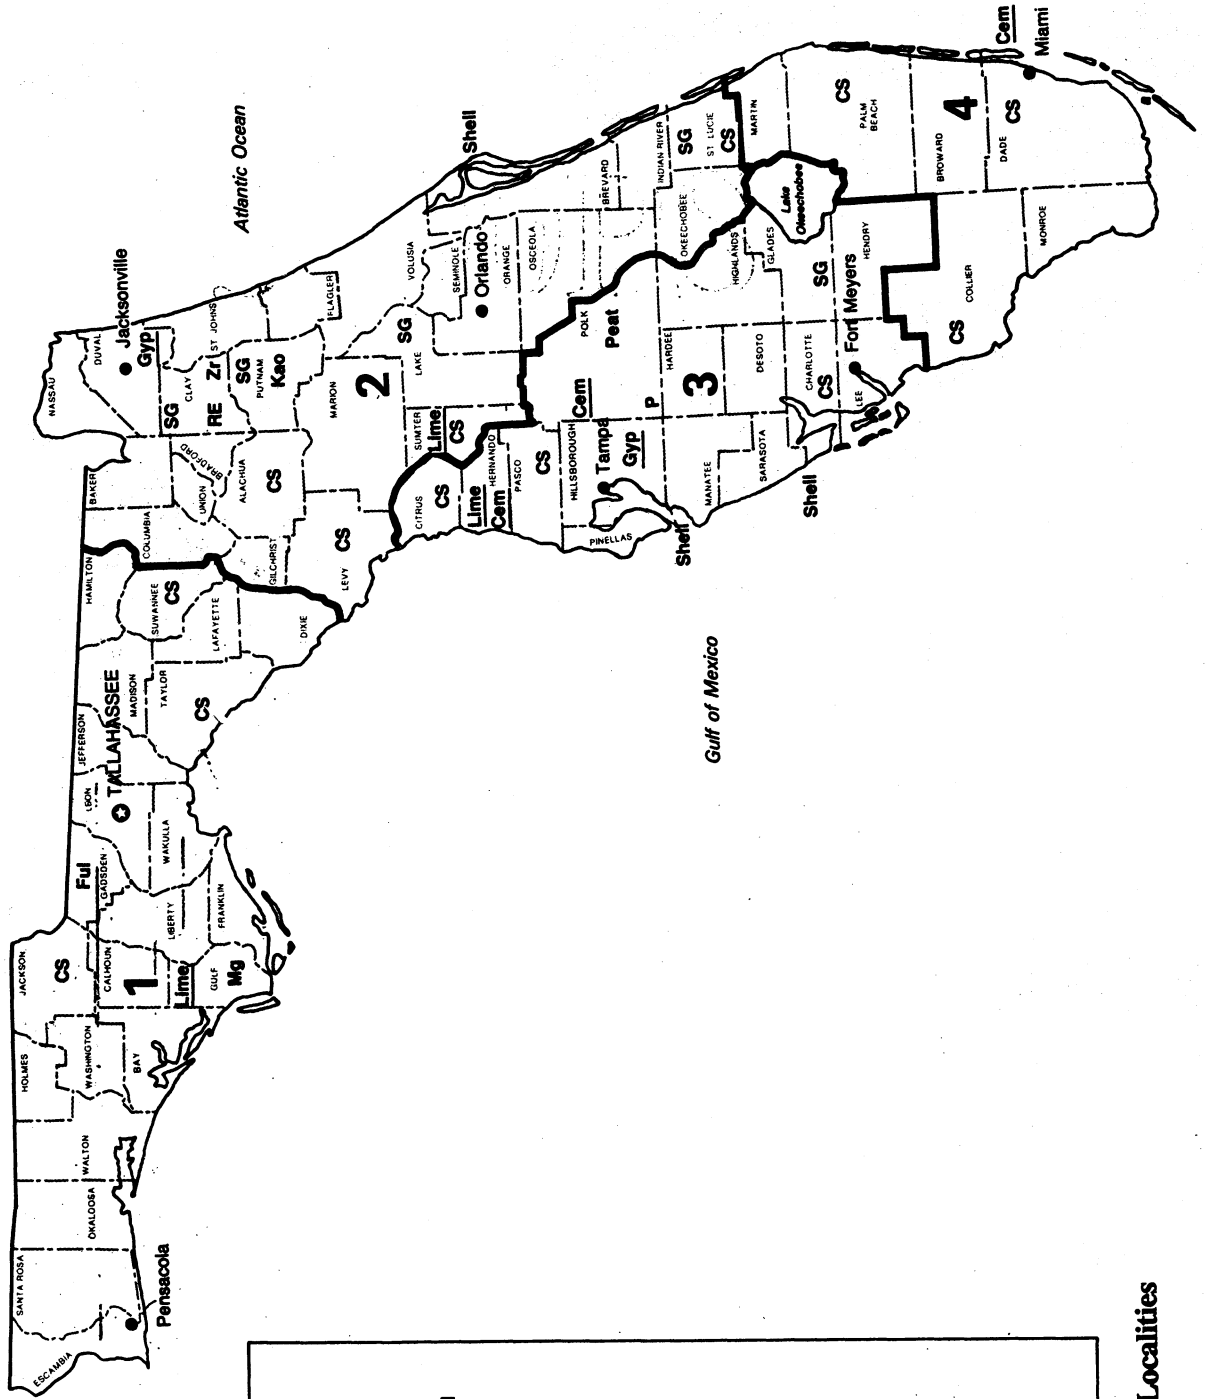 Atlantic Ocean
Gulf of Mexico
ESCAMBIA
SANTA ROSA
OKALOOSA
WALTON
HOLMES
WASHINGTON
BAY
JACKSON
CS
CALHOUN
1
Lime
GULF
Mg
Ful
GADSDEN
LIBERTY
FRANKLIN
LEON
WAKULLA
TALLAHASSEE
JEFFERSON
MADISON
TAYLOR
CS
HAMILTON
SUWANNEE
CS
LAFAYETTE
DIXIE
Pensacola
NASSAU
DUVAL
Jacksonville
Gyp
BAKER
COLUMBIA
UNION
BRADFORD
SG
CLAY
Zr
ST JOHNS
RE
SG
PUTNAM
Kao
ALACHUA
CS
GILCHRIST
LEVY
CS
MARION
2
FLAGLER
VOLUSIA
SG
LAKE
SEMINOLE
Orlando
ORANGE
SUMTER
Lime
CS
Shell
BREVARD
OSCEOLA
INDIAN RIVER
SG
ST LUCIE
CS
OKEECHOBEE
CITRUS
CS
HERNANDO
Lime
Cem
PASCO
CS
HILLSBOROUGH
Cem
Tampa
Gyp
PINELLAS
Shell
POLK
Peat
P
HARDEE
3
MANATEE
SARASOTA
DESOTO
HIGHLANDS
GLADES
CHARLOTTE
CS
SG
HENDRY
LEE
Fort Meyers
Shell
Lake
Okeechobee
MARTIN
CS
PALM
BEACH
BROWARD
4
DADE
CS
Cem
Miami
COLLIER
CS
MONROE
Localities